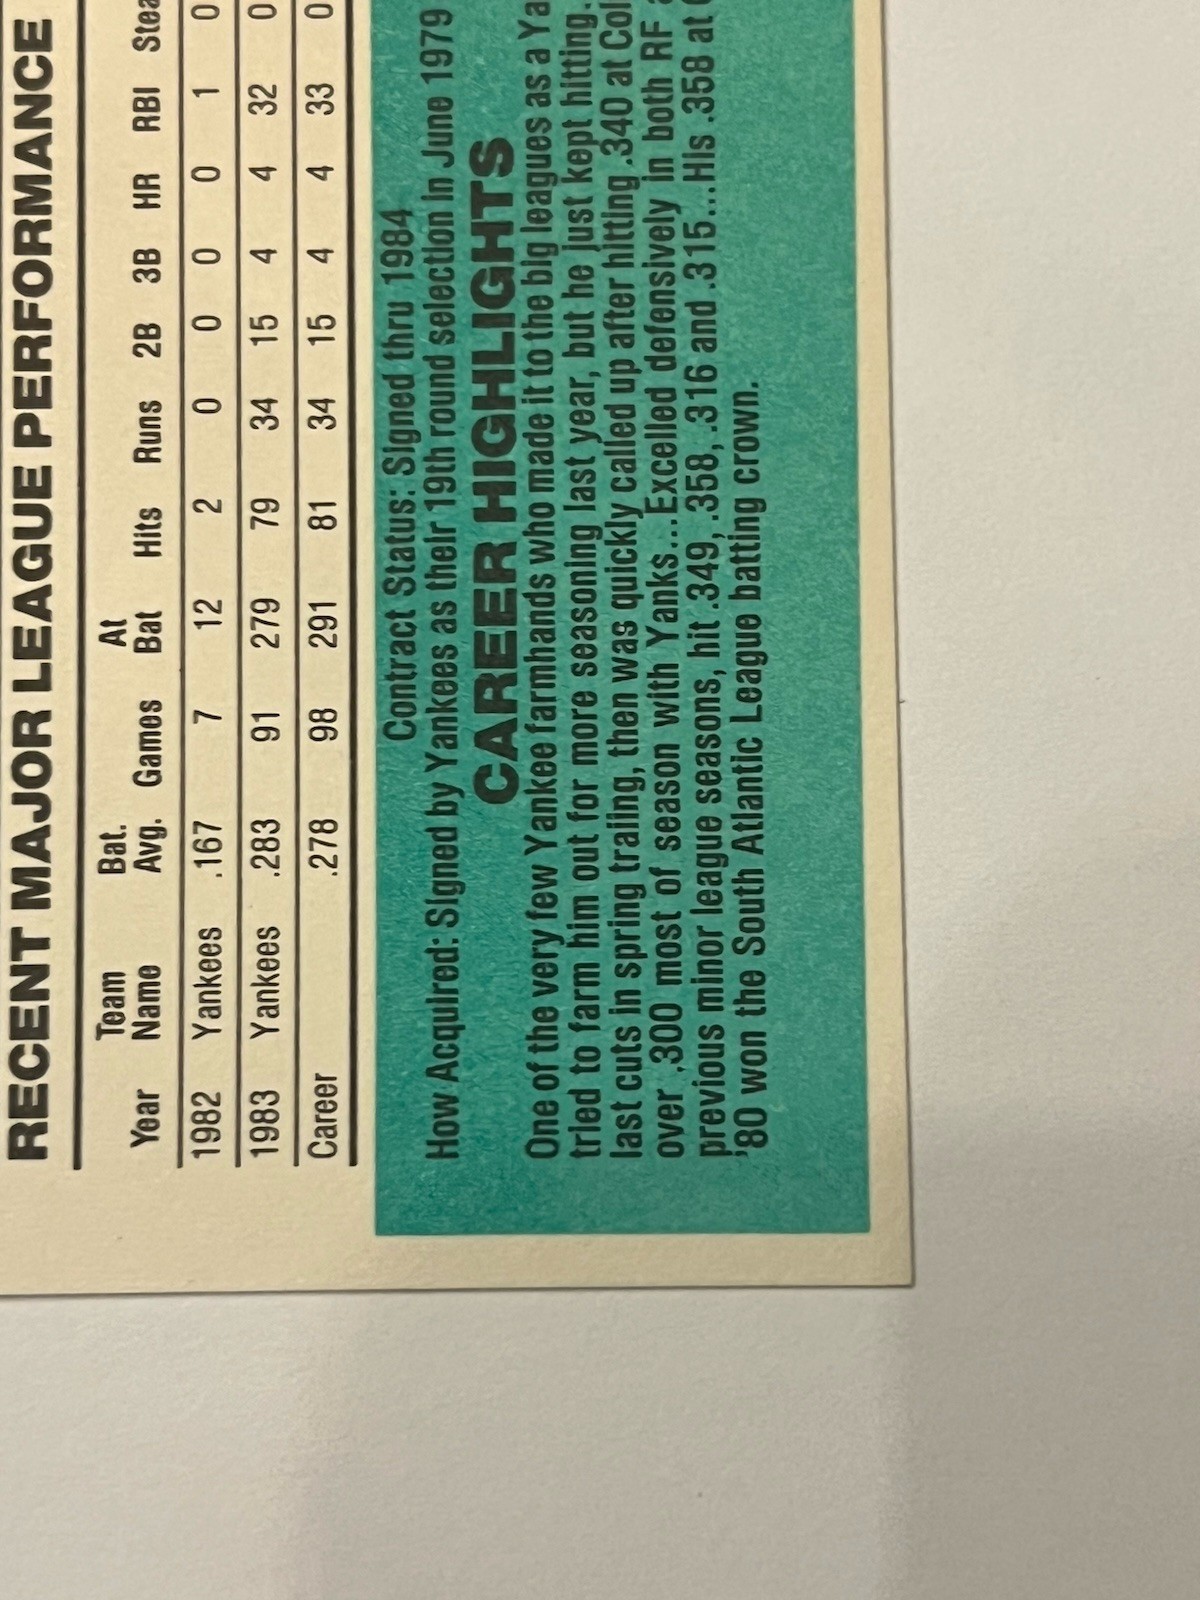 RECENT MAJOR LEAGUE PERFORMANCE
Team Bat. At
Year Name Avg. Games Bat Hits Runs 2B 3B HR RBI
1982 Yankees .167 7 12 2 0 0 0 0 1 0
1983 Yankees .283 91 279 79 34 15 4 4 32 0
Career .278 98 291 81 34 15 4 4 33 0
Contract Status: Signed thru 1984
How Acquired: Signed by Yankees as their 19th round selection in June 1979
CAREER HIGHLIGHTS
One of the very few Yankee farmhands who made it to the big leagues as a
tried to farm him out for more seasoning last year, but he just kept hitting.
last cuts in spring traiing, then was quickly called up after hitting .340 at
over .300 most of season with Yanks...Excelled defensively in both RF
previous minor league seasons, hit .349, .358, .316 and .315...His .358 at
'80 won the South Atlantic League batting crown.